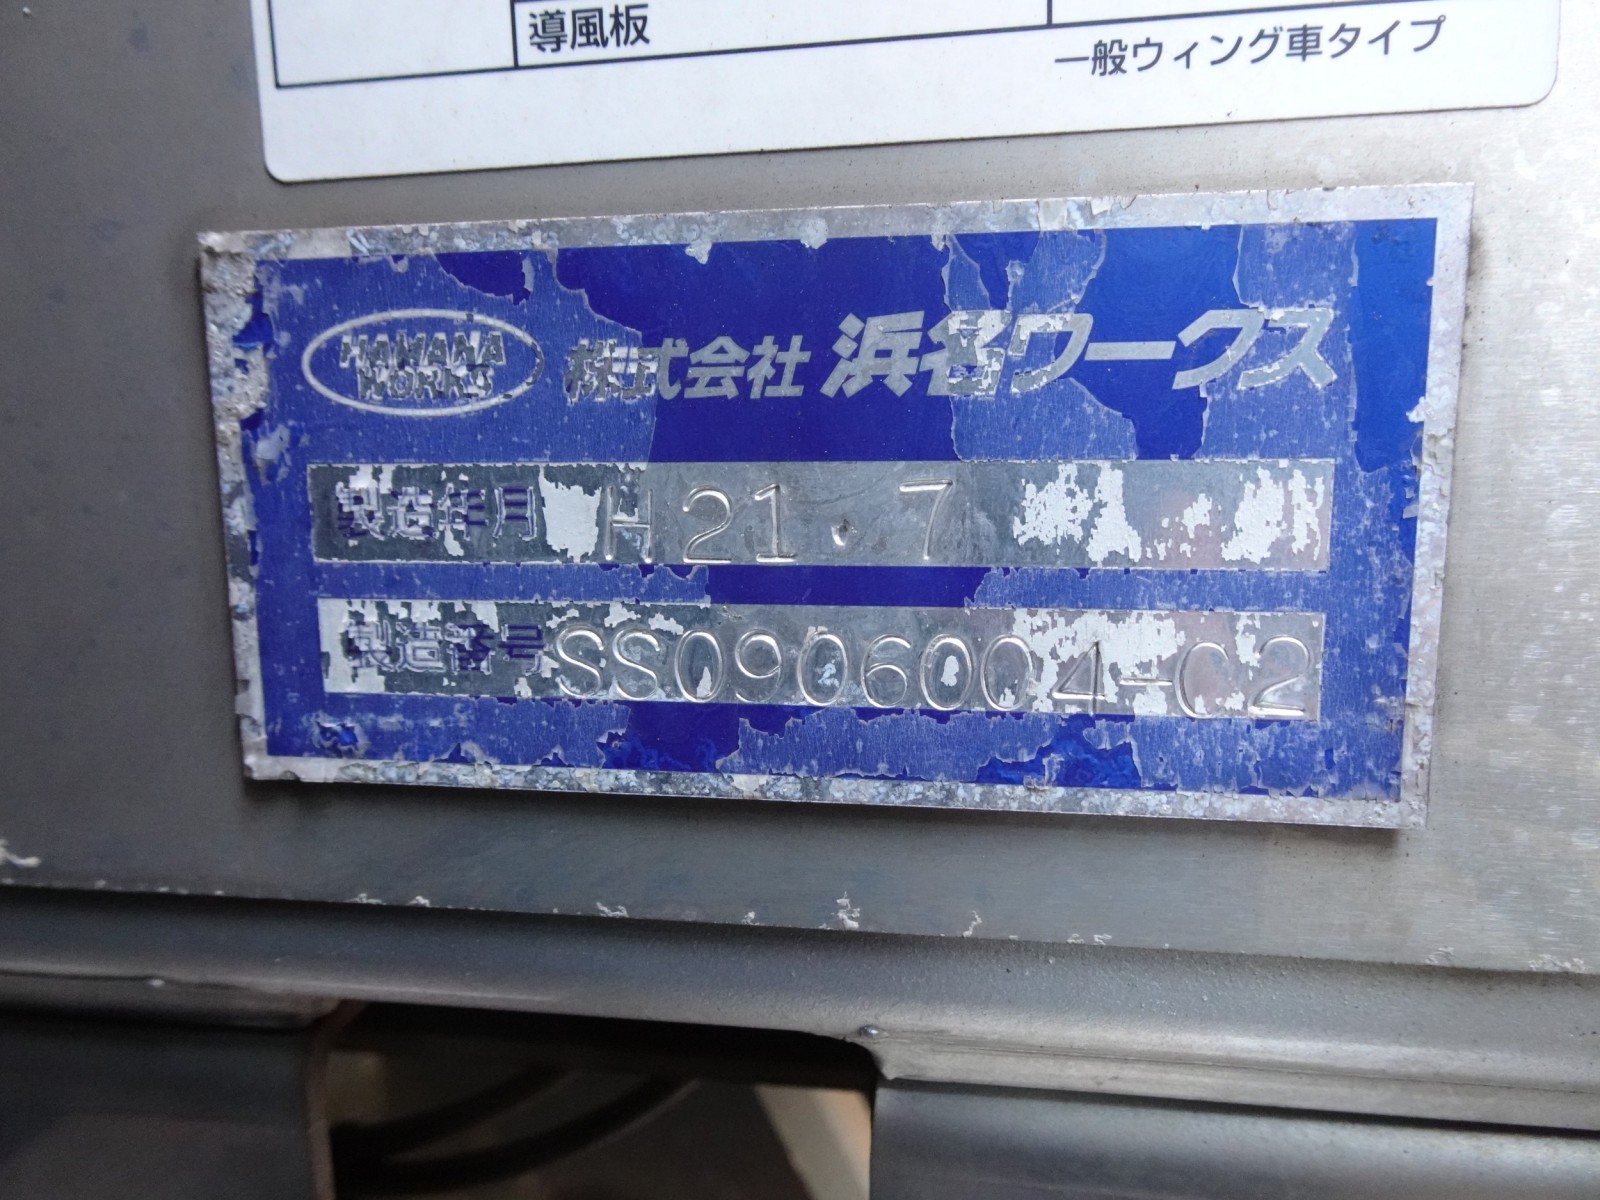 導風板
一般ウィング車タイプ
HAMANA
WORKS
株式会社 浜名ワークス
製造年月 H21.7
製造番号 SS0906004-C2